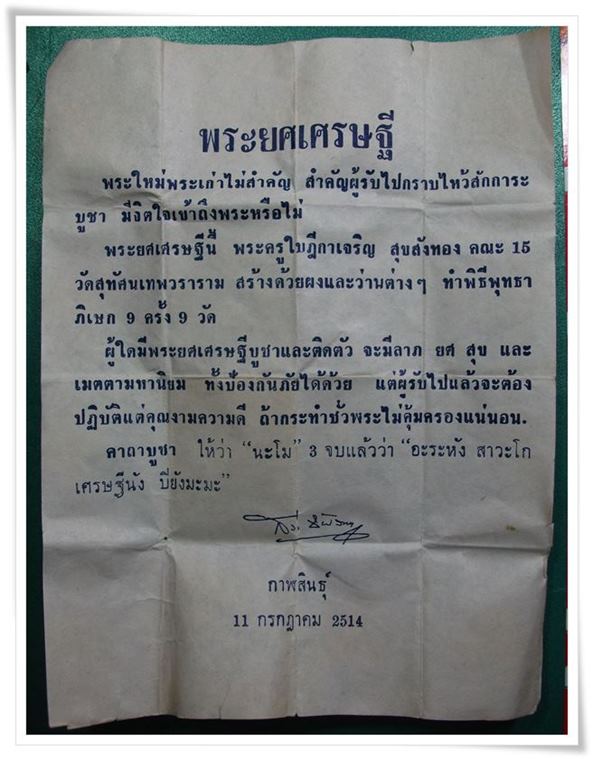 พระยศเศรษฐี
พระใหม่พระเก่าไม่สำคัญ สำคัญผู้รับไปกราบไหว้สักการะ
บูชา มีจิตใจเข้าถึงพระหรือไม่
พระยศเศรษฐีนี้ พระครูใบฎีกาเจริญ สุขสังทอง คณะ 15
วัดสุทัศนเทพวราราม สร้างด้วยผงและว่านต่างๆ ทำพิธีพุทธา
ภิเษก 9 ครั้ง 9 วัด
ผู้ใดมีพระยศเศรษฐีบูชาและติดตัว จะมีลาภ ยศ สุข และ
เมตตามหานิยม ทั้งป้องกันภัยได้ด้วย แต่ผู้รับไปแล้วจะต้อง
ปฏิบัติแต่คุณงามความดี ถ้ากระทำชั่วพระไม่คุ้มครองแน่นอน.
คาถาบูชา ให้ว่า "นะโม" 3 จบแล้วว่า "อะระหัง สาวะโก
เศรษฐีนัง ปียังมะมะ"
กาฬสินธุ์
11 กรกฎาคม 2514